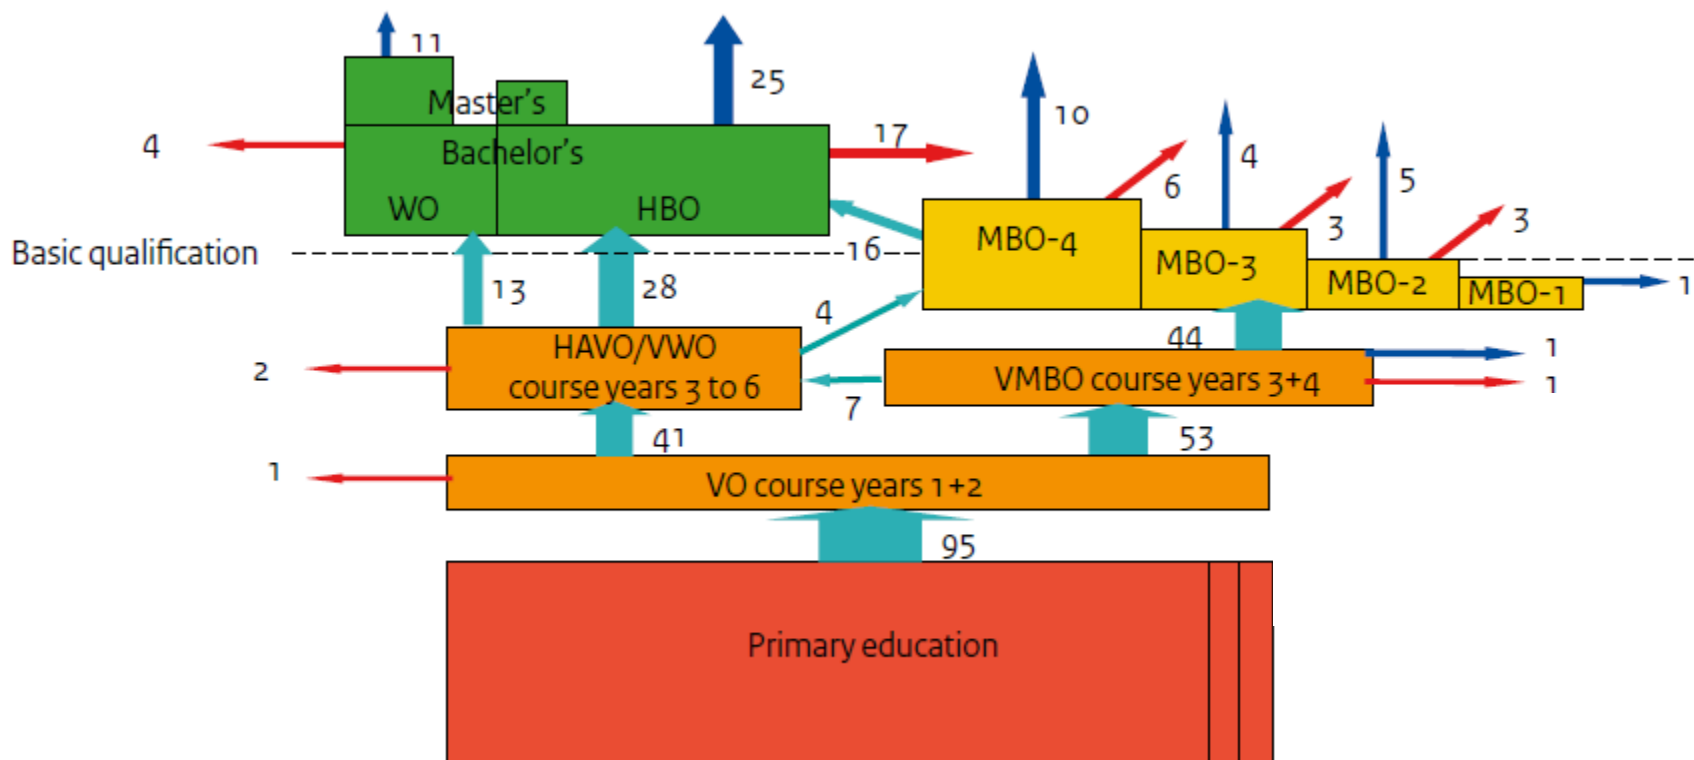 11
25
Master's
4
Bachelor's
17
WO
HBO
10
6
4
3
5
3
MBO-4
MBO-3
MBO-2
MBO-1
1
Basic qualification
16
13
28
4
44
HAVO/VWO
course years 3 to 6
2
7
VMBO course years 3+4
1
1
41
53
1
VO course years 1+2
95
Primary education